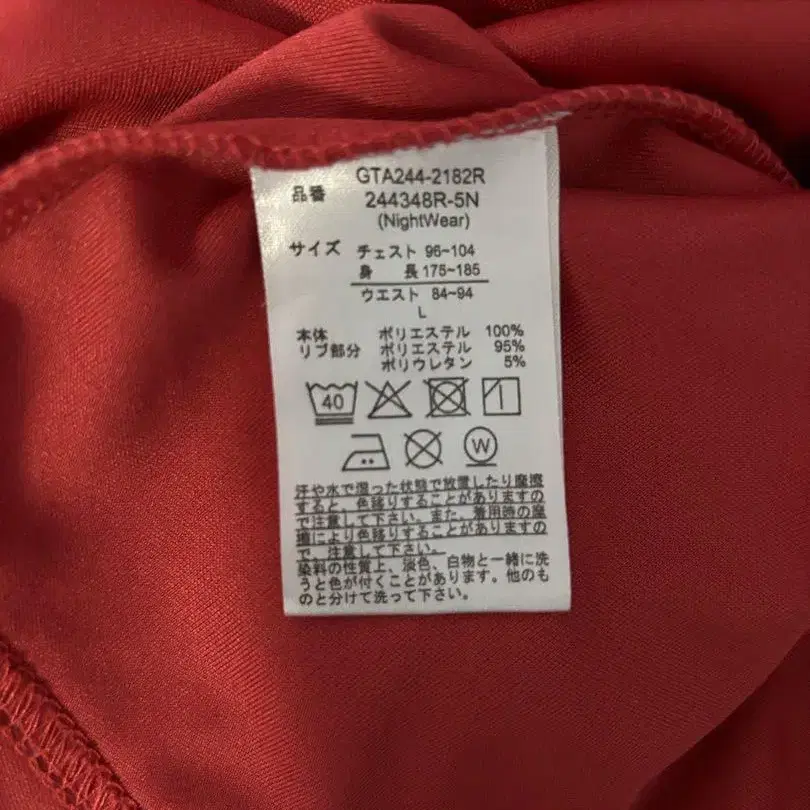 GTA244-2182R
品番 244348R-5N
(NightWear)
サイズ チェスト 96~104
身 長 175~185
ウエスト 84~94
L
本体 ポリエステル 100%
リブ部分 ポリエステル 95%
ポリウレタン 5%
40
W
汗や水で湿った状態で放置したり摩擦
すると、色移りすることがありますの
で注意して下さい。また、着用時の摩
擦により色移りすることがありますの
で、注意して下さい。
染料の性質上、淡色、白物と一緒に洗
うと色が付くことがあります。他のも
のと分けて洗って下さい。